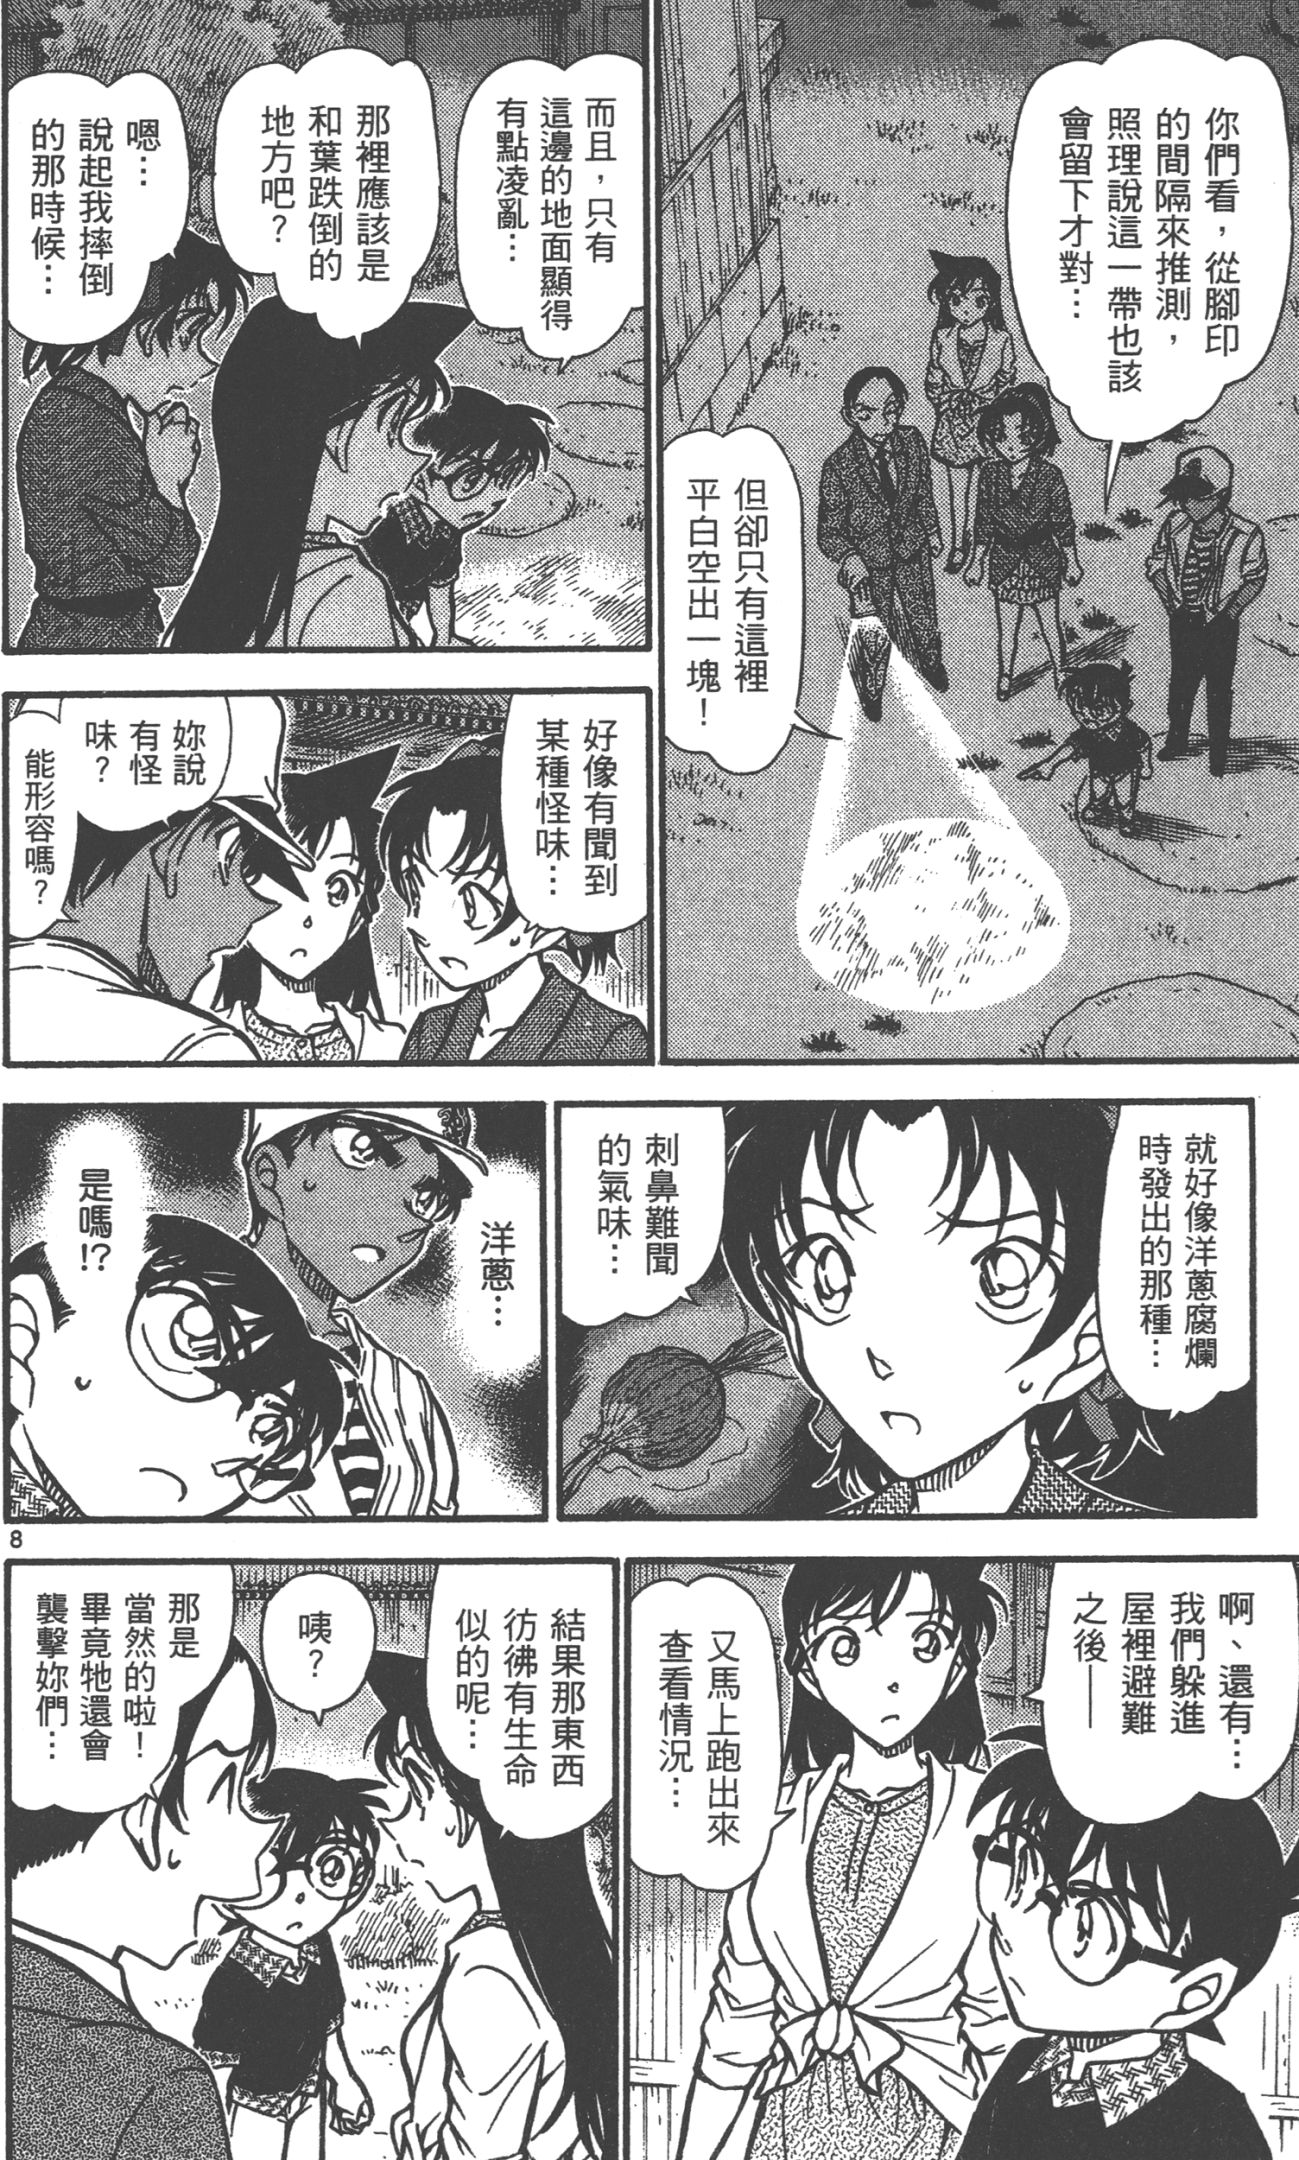 你們看，從腳印
的間隔來推測，
照理說這一帶也該
會留下才對…
但卻只有這裡
平白空出一塊！
而且，只有
這邊的地面顯得
有點凌亂…
那裡應該是
和葉跌倒的
地方吧？
嗯…
說起我摔倒
的那時候…
好像有聞到
某種怪味…
妳說
有怪
味？
能形容嗎？
就好像洋蔥腐爛
時發出的那種…
刺鼻難聞
的氣味…
洋蔥…
是嗎!?
啊、還有…
我們躲進
屋裡避難
之後——
又馬上跑出來
查看情況…
結果那東西
彷彿有生命
似的呢…
咦？
那是
當然的啦！
畢竟牠還會
襲擊妳們…
8